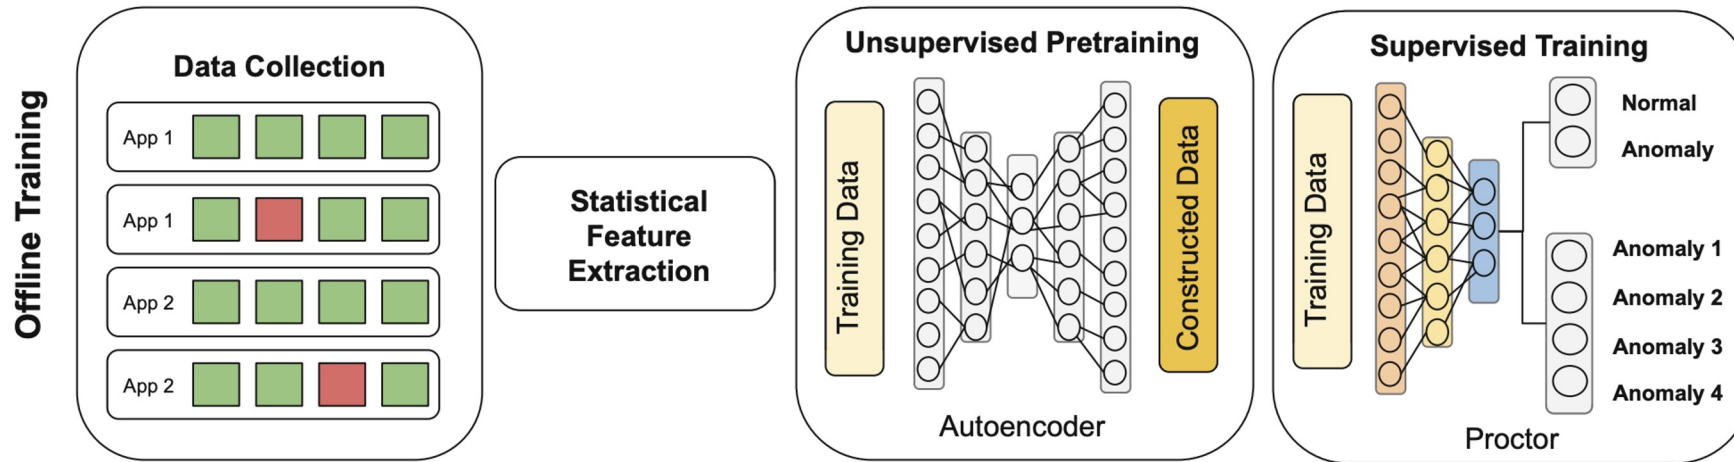 Offline Training
Data Collection
App 1
App 1
App 2
App 2
Statistical
Feature
Extraction
Unsupervised Pretraining
Training Data
Constructed Data
Autoencoder
Supervised Training
Training Data
Normal
Anomaly
Anomaly 1
Anomaly 2
Anomaly 3
Anomaly 4
Proctor